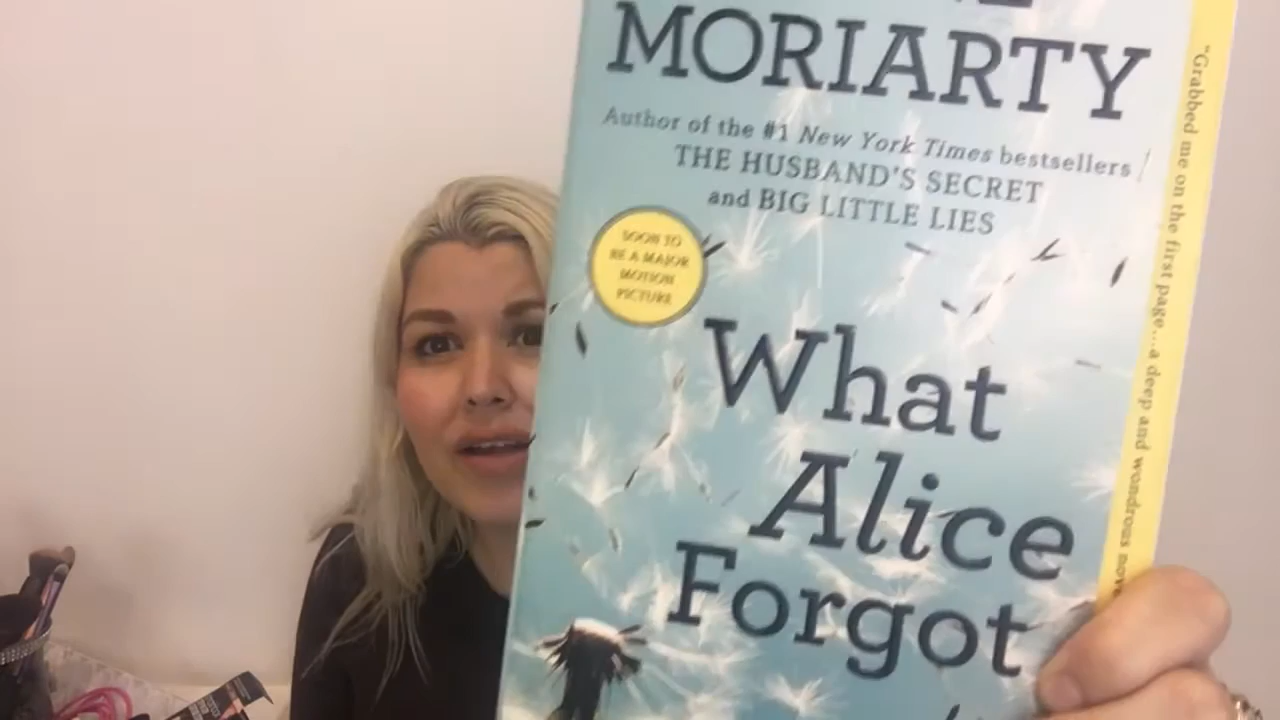 MORIARTY
Author of the #1 New York Times bestsellers
THE HUSBAND'S SECRET
and BIG LITTLE LIES
SOON TO
BE A MAJOR
MOTION
PICTURE
What
Alice
Forgot
"Grabbed me on the first page...a deep and wondrous